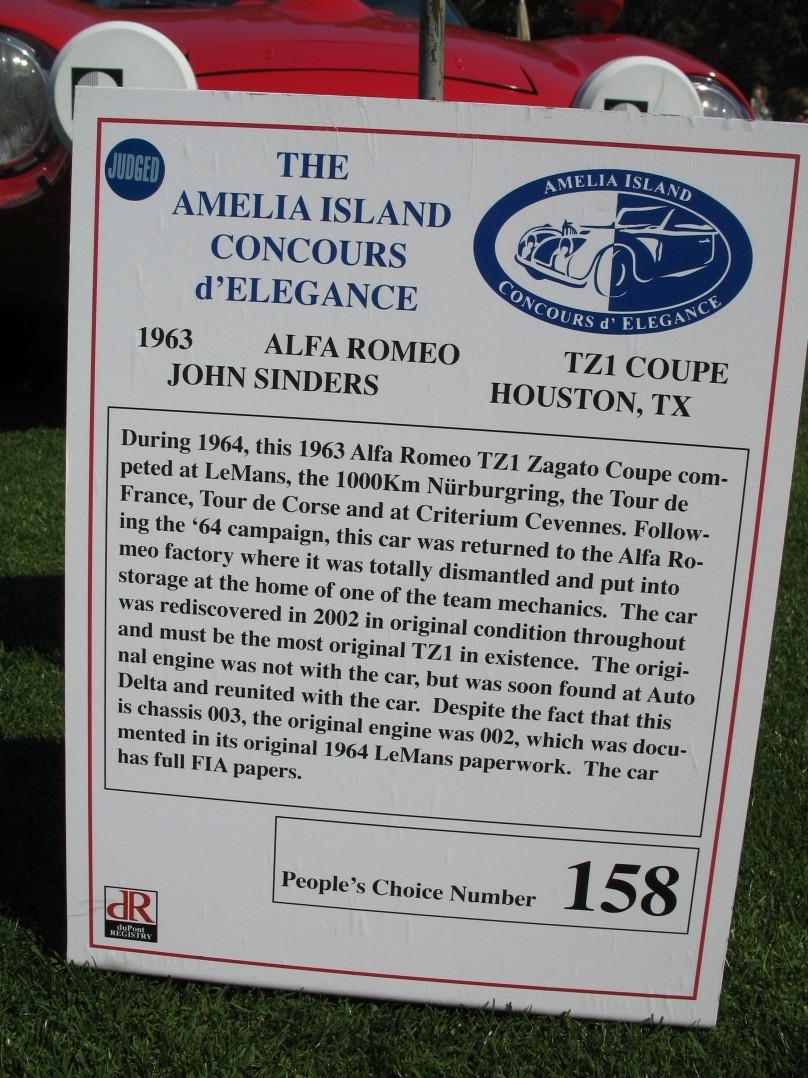 JUDGED
THE
AMELIA ISLAND
CONCOURS
d'ELEGANCE
AMELIA ISLAND
CONCOURS d' ELEGANCE
1963 ALFA ROMEO TZ1 COUPE
JOHN SINDERS HOUSTON, TX
During 1964, this 1963 Alfa Romeo TZ1 Zagato Coupe com-
peted at LeMans, the 1000Km Nürburgring, the Tour de
France, Tour de Corse and at Criterium Cevennes. Follow-
ing the ‘64 campaign, this car was returned to the Alfa Ro-
meo factory where it was totally dismantled and put into
storage at the home of one of the team mechanics. The car
was rediscovered in 2002 in original condition throughout
and must be the most original TZ1 in existence. The origi-
nal engine was not with the car, but was soon found at Auto
Delta and reunited with the car. Despite the fact that this
is chassis 003, the original engine was 002, which was docu-
mented in its original 1964 LeMans paperwork. The car
has full FIA papers.
People's Choice Number 158
dR
duPont
REGISTRY